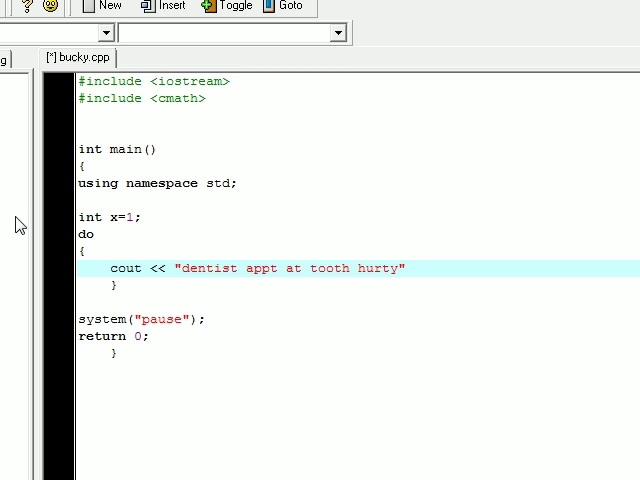 New Insert Toggle Goto
g [*] bucky.cpp
#include <iostream>
#include <cmath>
int main()
{
using namespace std;
int x=1;
do
{
cout << "dentist appt at tooth hurty"
}
system("pause");
return 0;
}